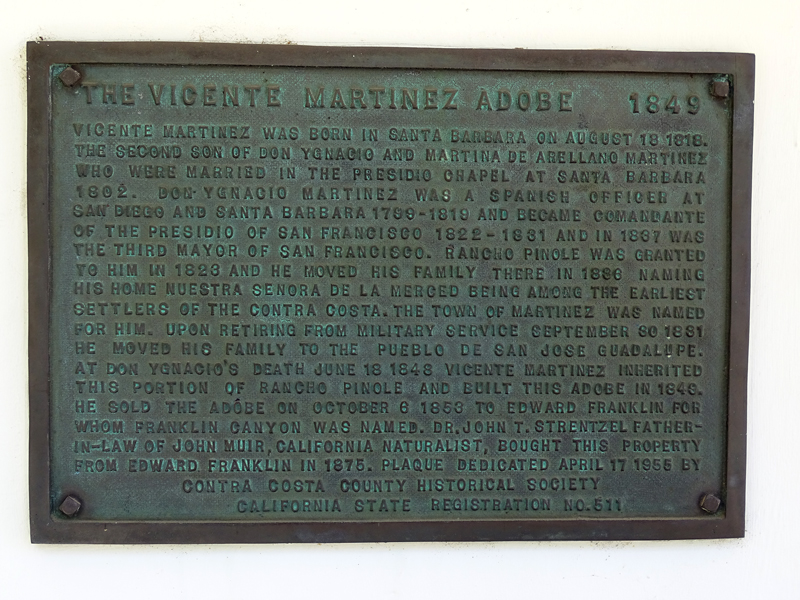 THE VICENTE MARTINEZ ADOBE 1849
VICENTE MARTINEZ WAS BORN IN SANTA BARBARA ON AUGUST 18 1818.
THE SECOND SON OF DON YGNACIO AND MARTINA DE ARELLANO MARTINEZ
WHO WERE MARRIED IN THE PRESIDIO CHAPEL AT SANTA BARBARA
1802. DON YGNACIO MARTINEZ WAS A SPANISH OFFICER AT
SAN DIEGO AND SANTA BARBARA 1799-1819 AND BECAME COMANDANTE
OF THE PRESIDIO OF SAN FRANCISCO 1822-1831 AND IN 1837 WAS
THE THIRD MAYOR OF SAN FRANCISCO. RANCHO PINOLE WAS GRANTED
TO HIM IN 1823 AND HE MOVED HIS FAMILY THERE IN 1836 NAMING
HIS HOME NUESTRA SENORA DE LA MERCED BEING AMONG THE EARLIEST
SETTLERS OF THE CONTRA COSTA. THE TOWN OF MARTINEZ WAS NAMED
FOR HIM. UPON RETIRING FROM MILITARY SERVICE SEPTEMBER 30 1831
HE MOVED HIS FAMILY TO THE PUEBLO DE SAN JOSE GUADALUPE.
AT DON YGNACIO'S DEATH JUNE 18 1848 VICENTE MARTINEZ INHERITED
THIS PORTION OF RANCHO PINOLE AND BUILT THIS ADOBE IN 1849.
HE SOLD THE ADOBE ON OCTOBER 6 1853 TO EDWARD FRANKLIN FOR
WHOM FRANKLIN CANYON WAS NAMED. DR. JOHN T. STRENTZEL FATHER-
IN-LAW OF JOHN MUIR, CALIFORNIA NATURALIST, BOUGHT THIS PROPERTY
FROM EDWARD FRANKLIN IN 1875. PLAQUE DEDICATED APRIL 17 1955 BY
CONTRA COSTA COUNTY HISTORICAL SOCIETY
CALIFORNIA STATE REGISTRATION NO. 511